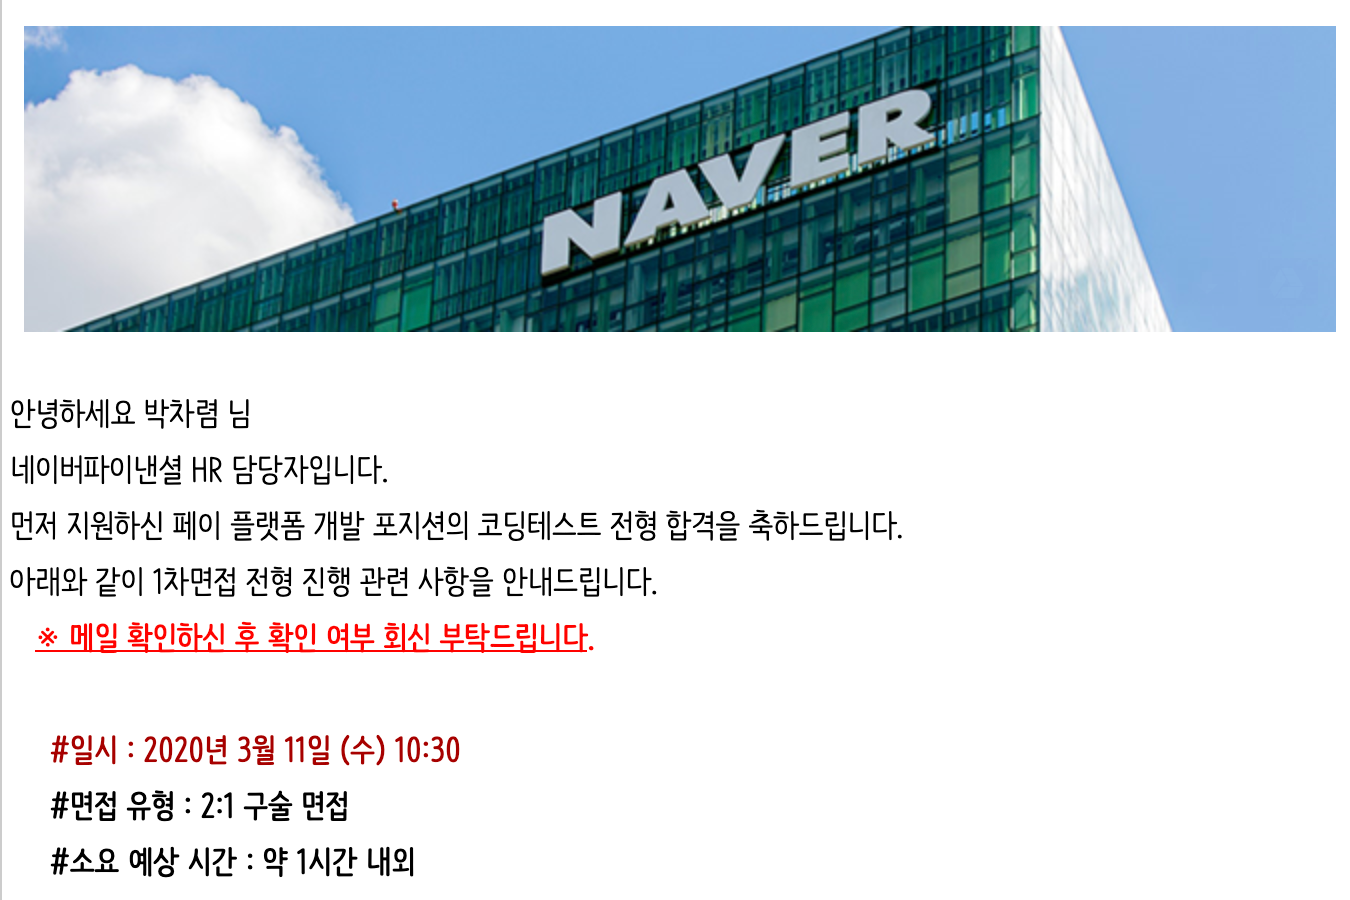 NAVER
안녕하세요 박차렴 님
네이버파이낸셜 HR 담당자입니다.
먼저 지원하신 페이 플랫폼 개발 포지션의 코딩테스트 전형 합격을 축하드립니다.
아래와 같이 1차면접 전형 진행 관련 사항을 안내드립니다.
※ 메일 확인하신 후 확인 여부 회신 부탁드립니다.
#일시 : 2020년 3월 11일 (수) 10:30
#면접 유형 : 2:1 구술 면접
#소요 예상 시간 : 약 1시간 내외